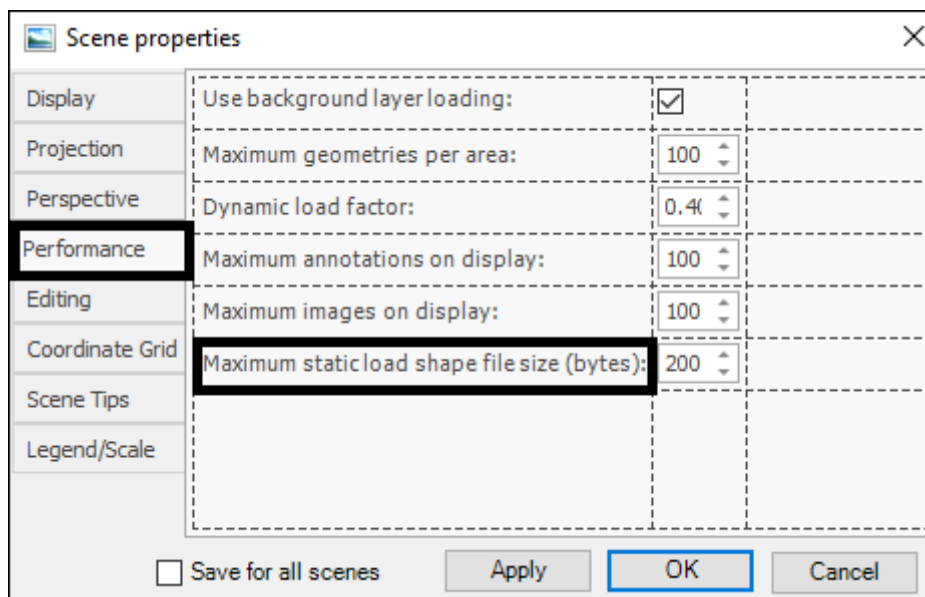 Scene properties
Display
Projection
Perspective
Performance
Editing
Coordinate Grid
Scene Tips
Legend/Scale
Use background layer loading:
Maximum geometries per area: 100
Dynamic load factor: 0.4
Maximum annotations on display: 100
Maximum images on display: 100
Maximum static load shape file size (bytes): 200
Save for all scenes Apply OK Cancel